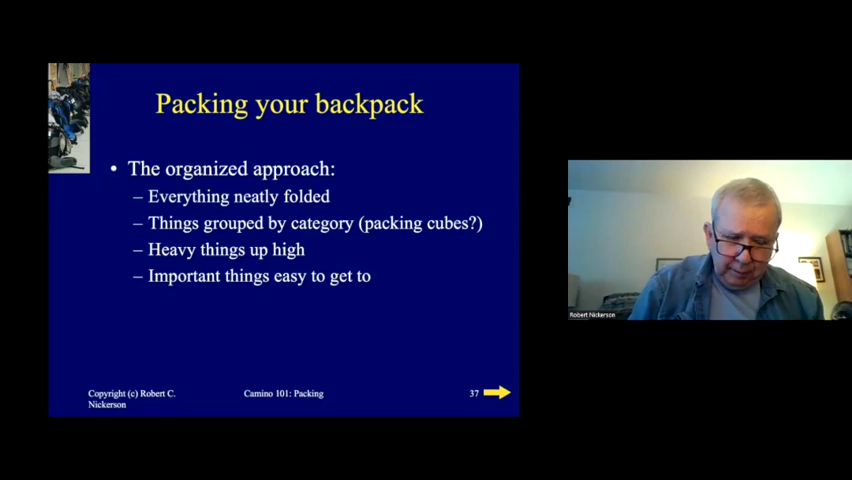 Packing your backpack
• The organized approach:
– Everything neatly folded
– Things grouped by category (packing cubes?)
– Heavy things up high
– Important things easy to get to
Copyright (c) Robert C.
Nickerson
Camino 101: Packing
37
Robert Nickerson